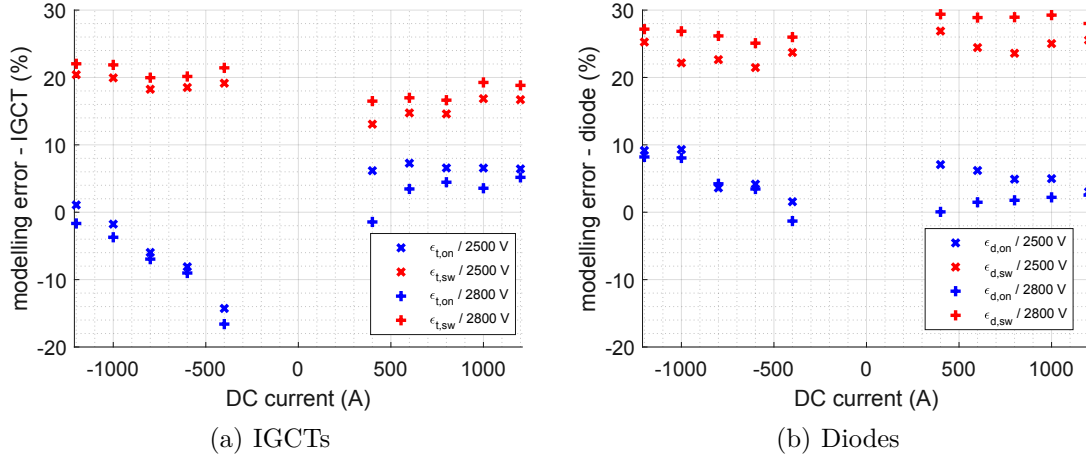 30
20
10
0
-10
-20
-1000
-500
0
500
1000
modelling error - IGCT (%)
DC current (A)
ϵt,on / 2500 V
ϵt,sw / 2500 V
ϵt,on / 2800 V
ϵt,sw / 2800 V
(a) IGCTs
30
20
10
0
-10
-20
-1000
-500
0
500
1000
modelling error - diode (%)
DC current (A)
ϵd,on / 2500 V
ϵd,sw / 2500 V
ϵd,on / 2800 V
ϵd,sw / 2800 V
(b) Diodes